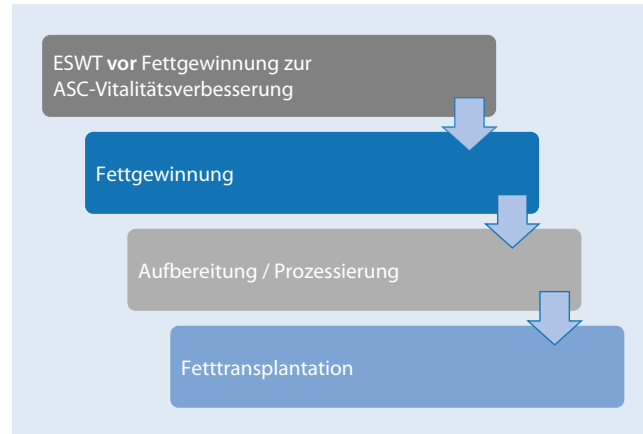 ESWT vor Fettgewinnung zur
ASC-Vitalitätsverbesserung
Fettgewinnung
Aufbereitung / Prozessierung
Fetttransplantation